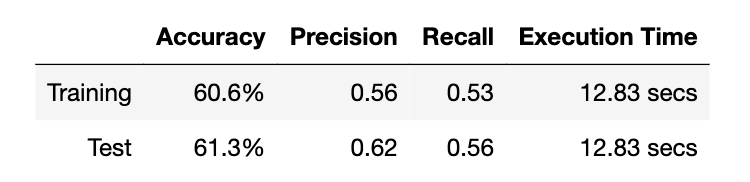 Accuracy Precision Recall Execution Time
Training 60.6% 0.56 0.53 12.83 secs
Test 61.3% 0.62 0.56 12.83 secs